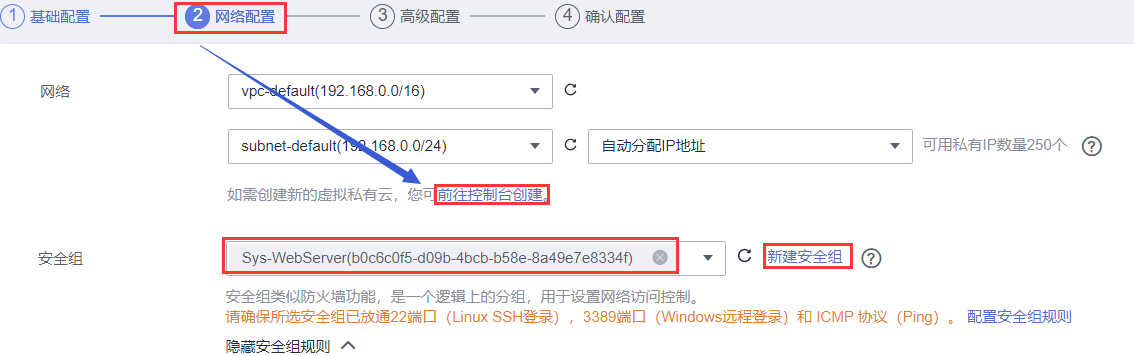 1 基础配置 2 网络配置 3 高级配置 4 确认配置
网络 vpc-default(192.168.0.0/16)
subnet-default(192.168.0.0/24) 自动分配IP地址 可用私有IP数量250个 ?
如需创建新的虚拟私有云，您可前往控制台创建。
安全组 Sys-WebServer(b0c6c0f5-d09b-4bcb-b58e-8a49e7e8334f) 新建安全组 ?
安全组类似防火墙功能，是一个逻辑上的分组，用于设置网络访问控制。
请确保所选安全组已放通22端口（Linux SSH登录），3389端口（Windows远程登录）和 ICMP 协议（Ping）。 配置安全组规则
隐藏安全组规则